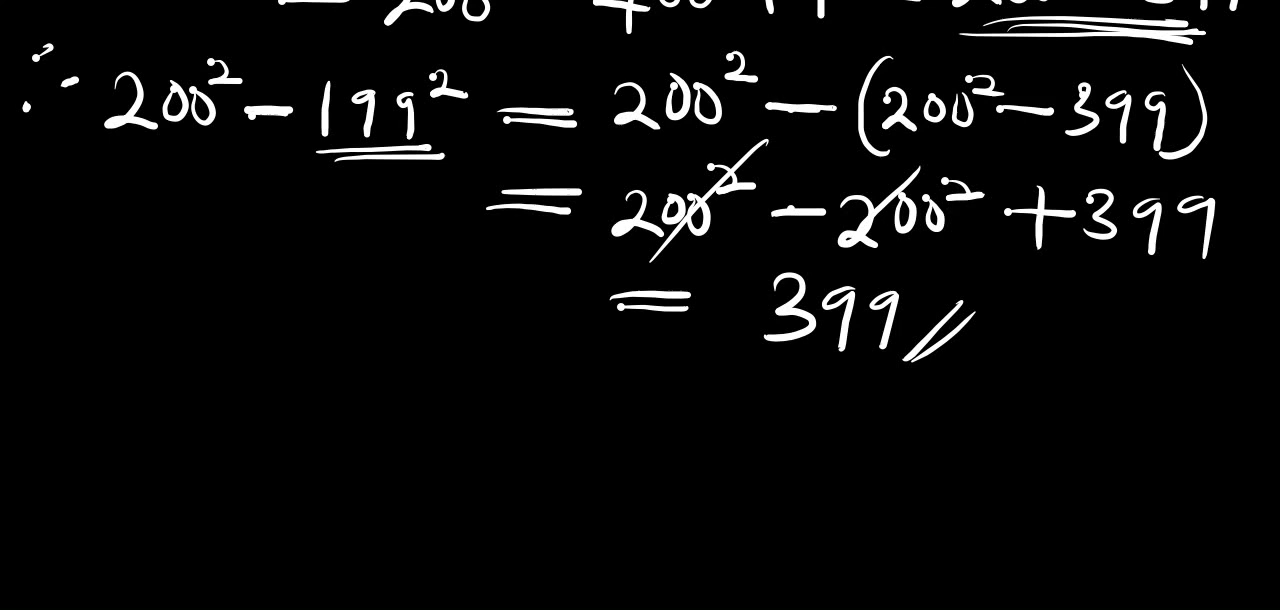 ∴ 200² - 199² = 200² - (200² - 399)
= 200² - 200² + 399
= 399//